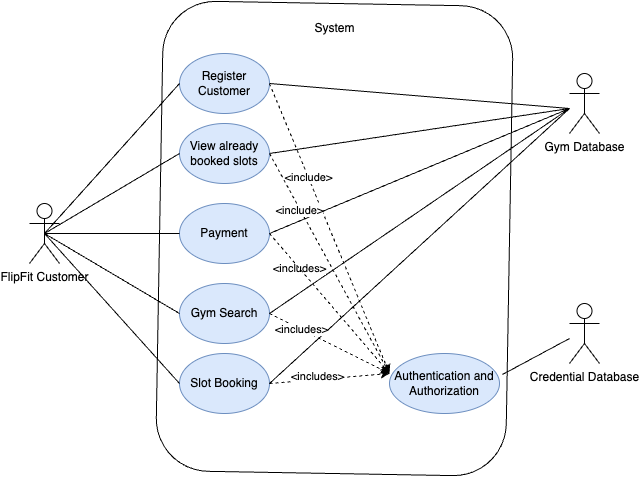 System
Register
Customer
View already
booked slots
Gym Database
<include>
<include>
Payment
<includes>
FlipFit Customer
Gym Search
<includes>
Slot Booking
<includes>
Authentication and
Authorization
Credential Database